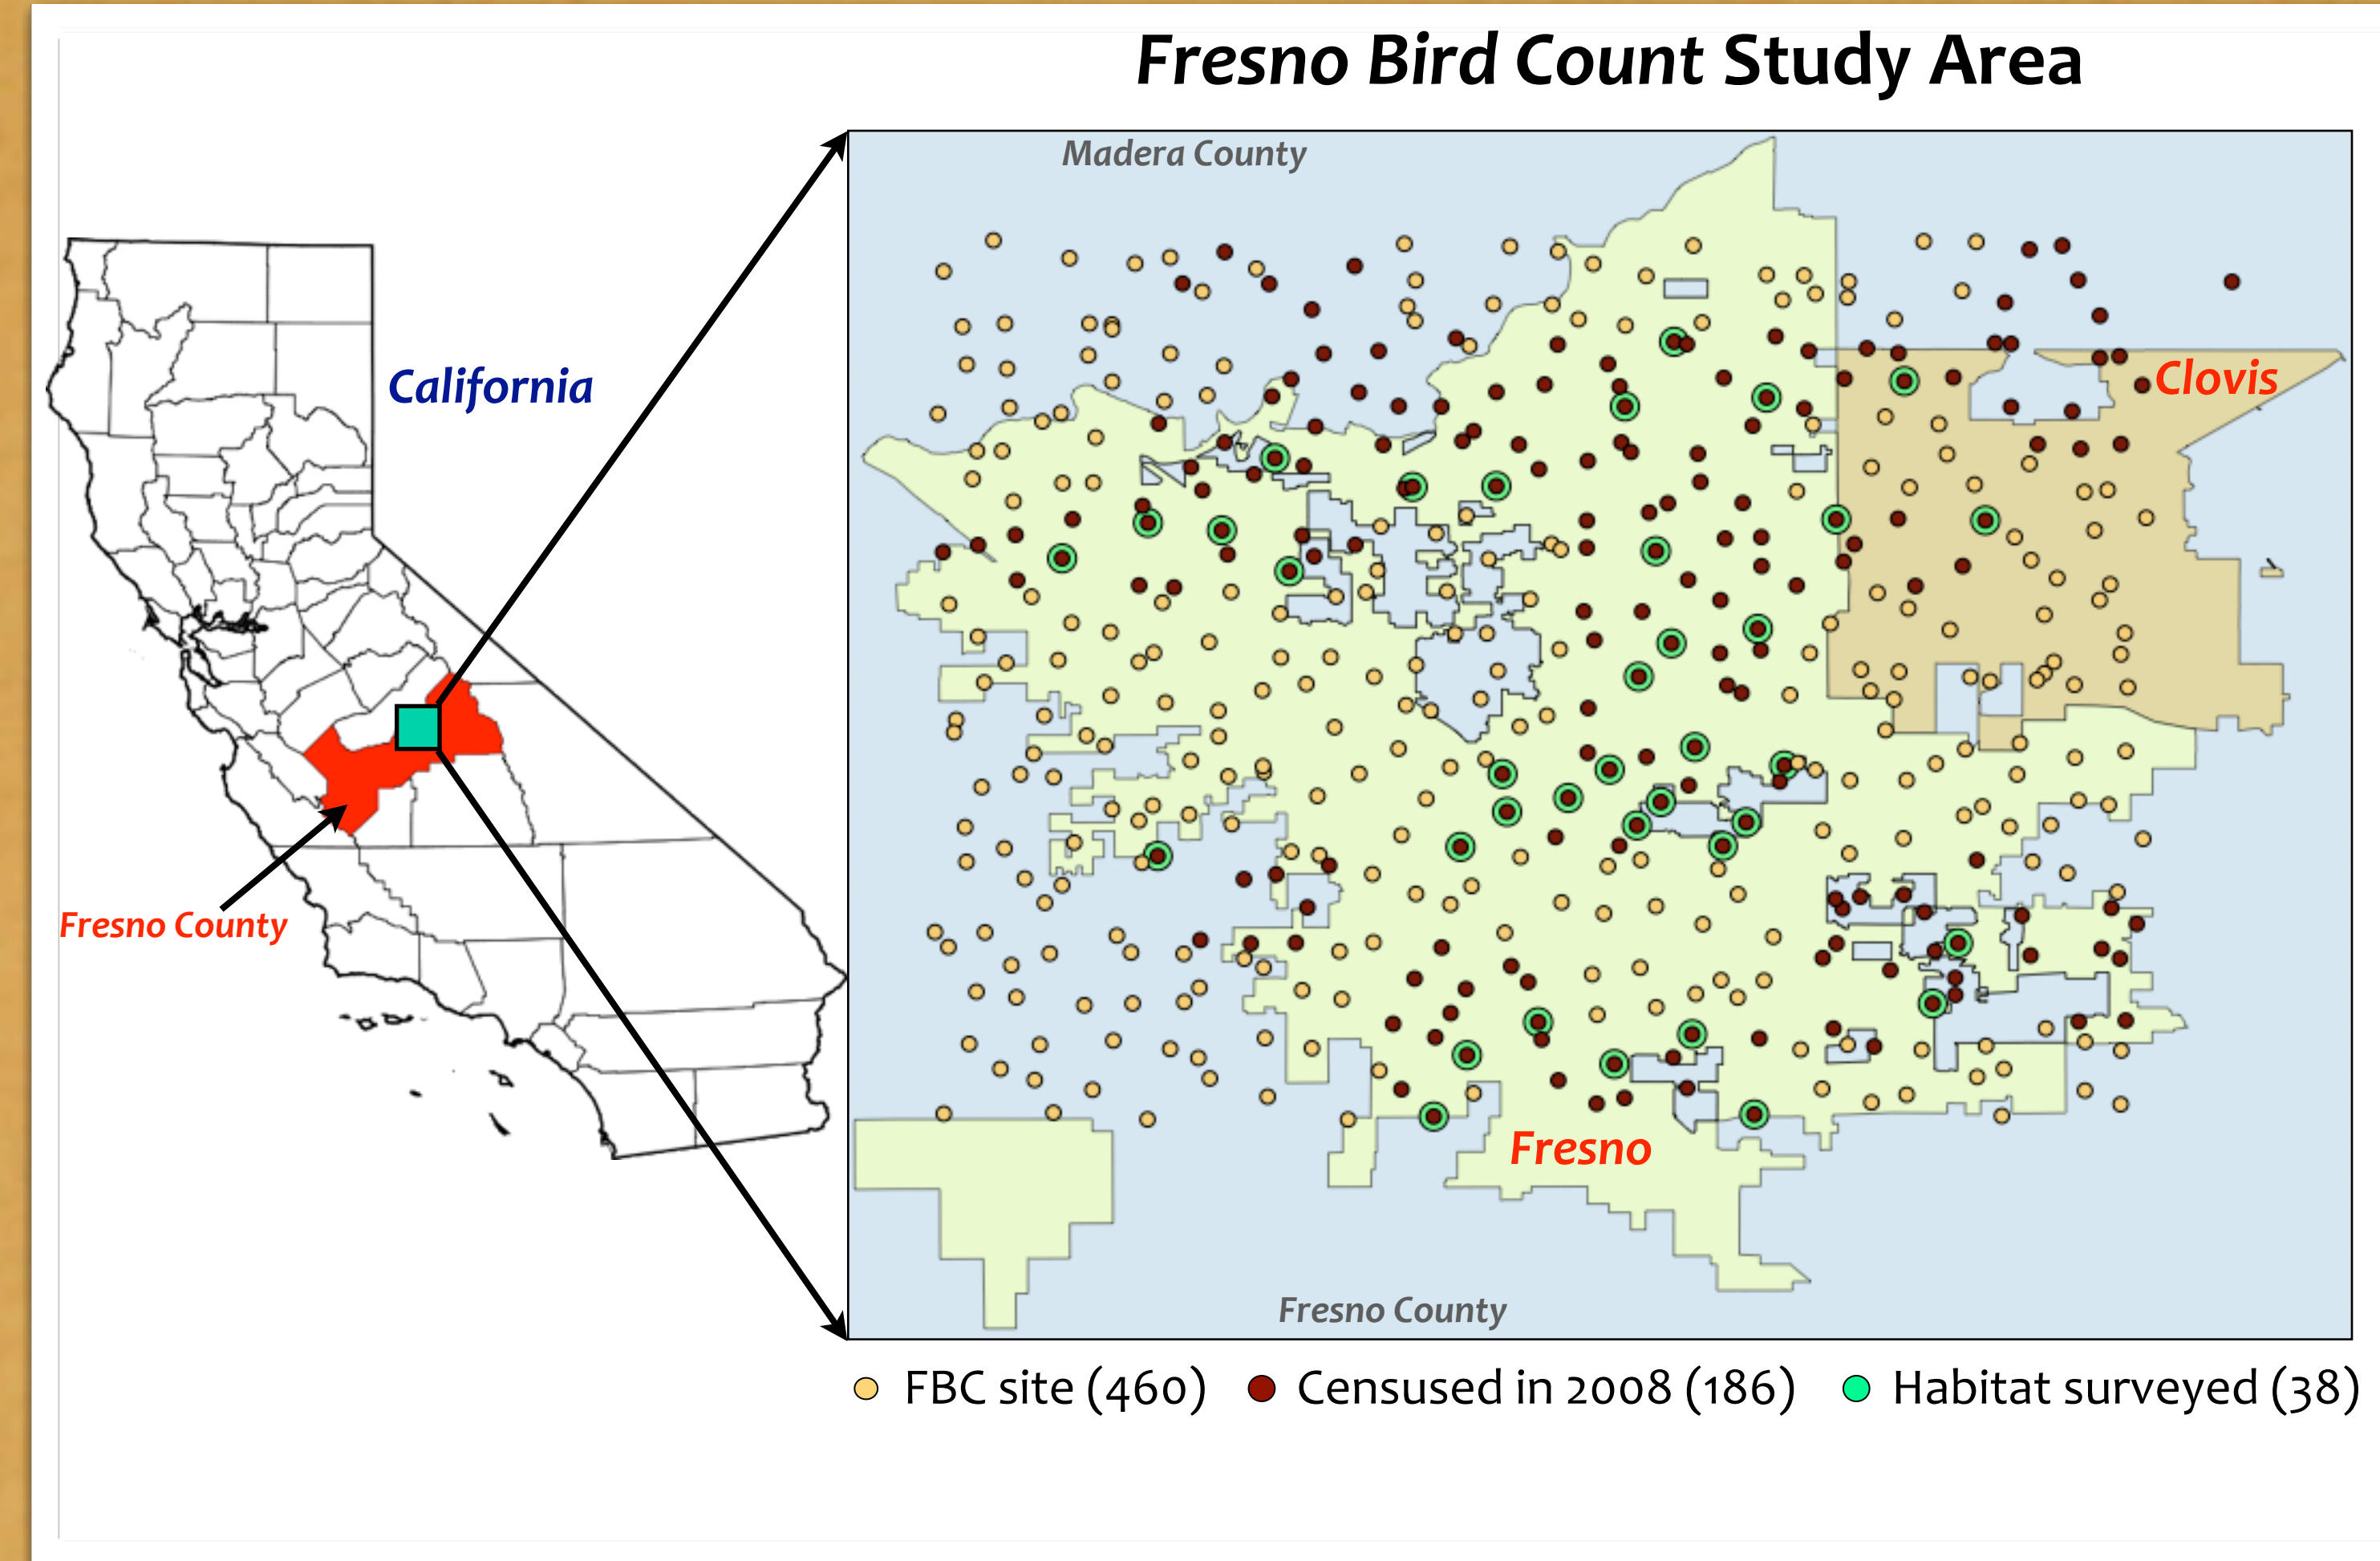 Fresno Bird Count Study Area
Madera County
California
Clovis
Fresno County
Fresno
Fresno County
FBC site (460)
Censused in 2008 (186)
Habitat surveyed (38)